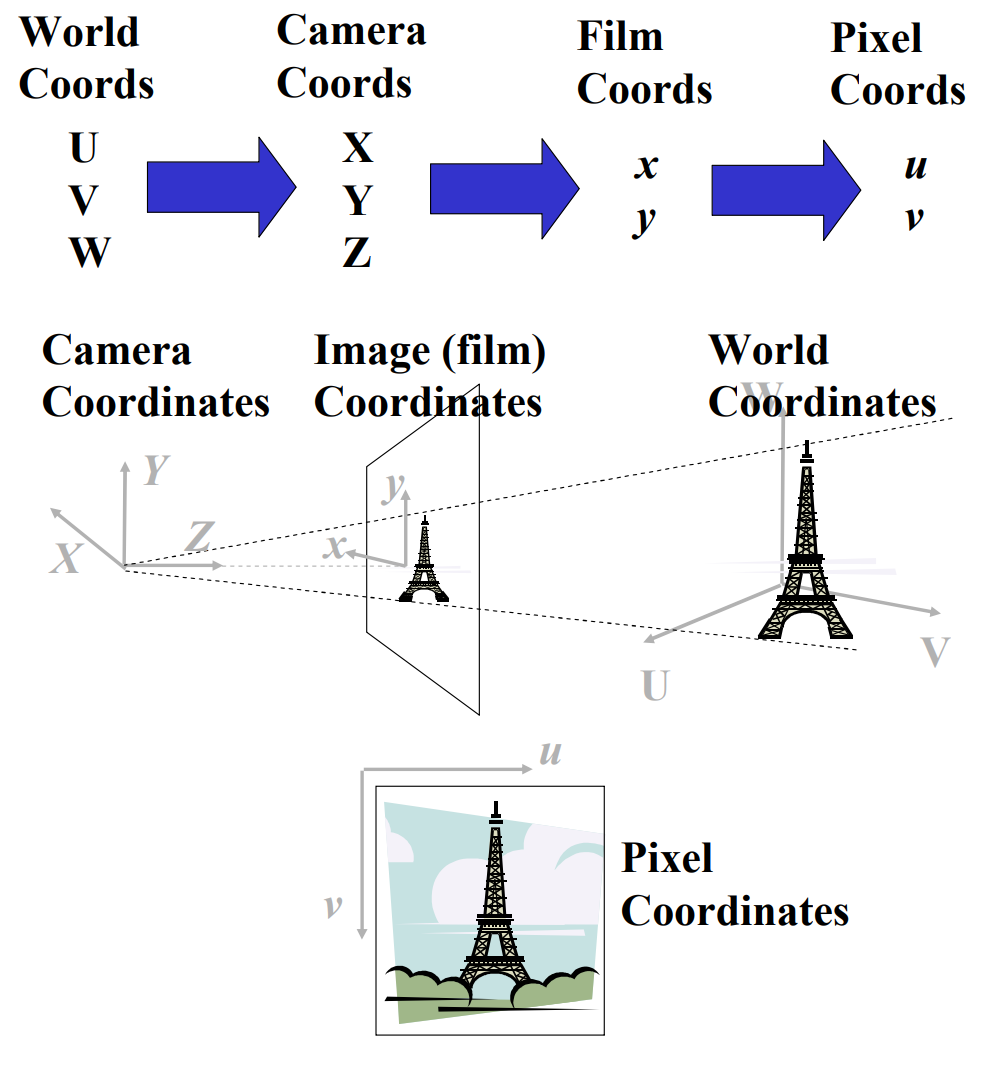 World Coords
Camera Coords
Film Coords
Pixel Coords
U
V
W
X
Y
Z
x
y
u
v
Camera Coordinates
Image (film) Coordinates
World Coordinates
W
Y
X
Z
y
x
U
V
u
v
Pixel Coordinates